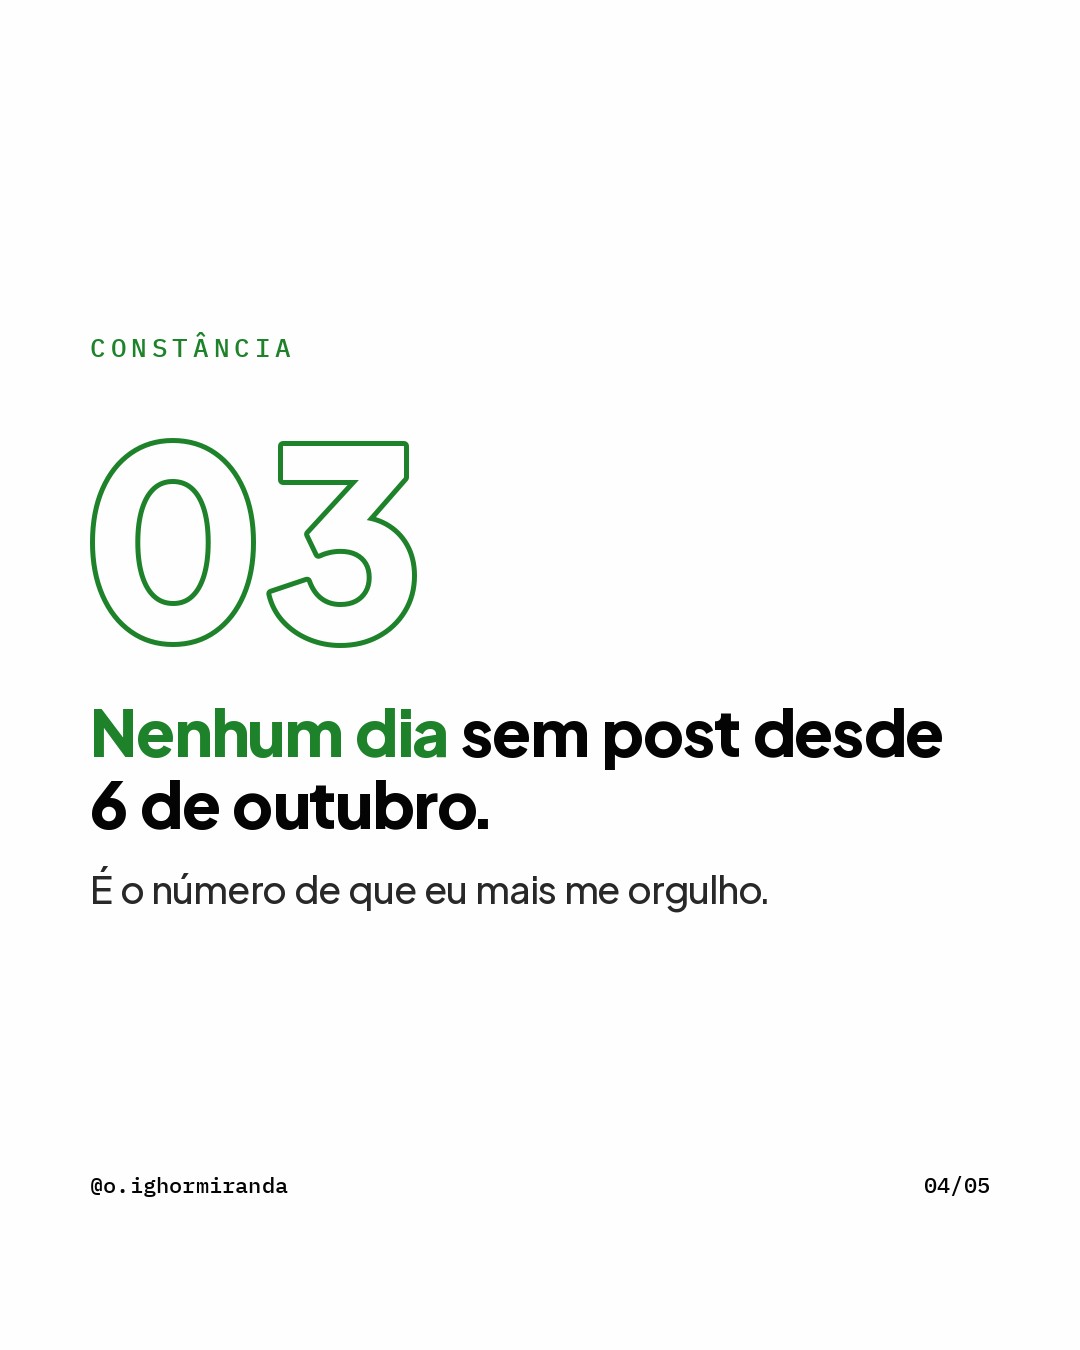 CONSTÂNCIA
03
Nenhum dia sem post desde
6 de outubro.
É o número de que eu mais me orgulho.
@o.ighormiranda
04/05